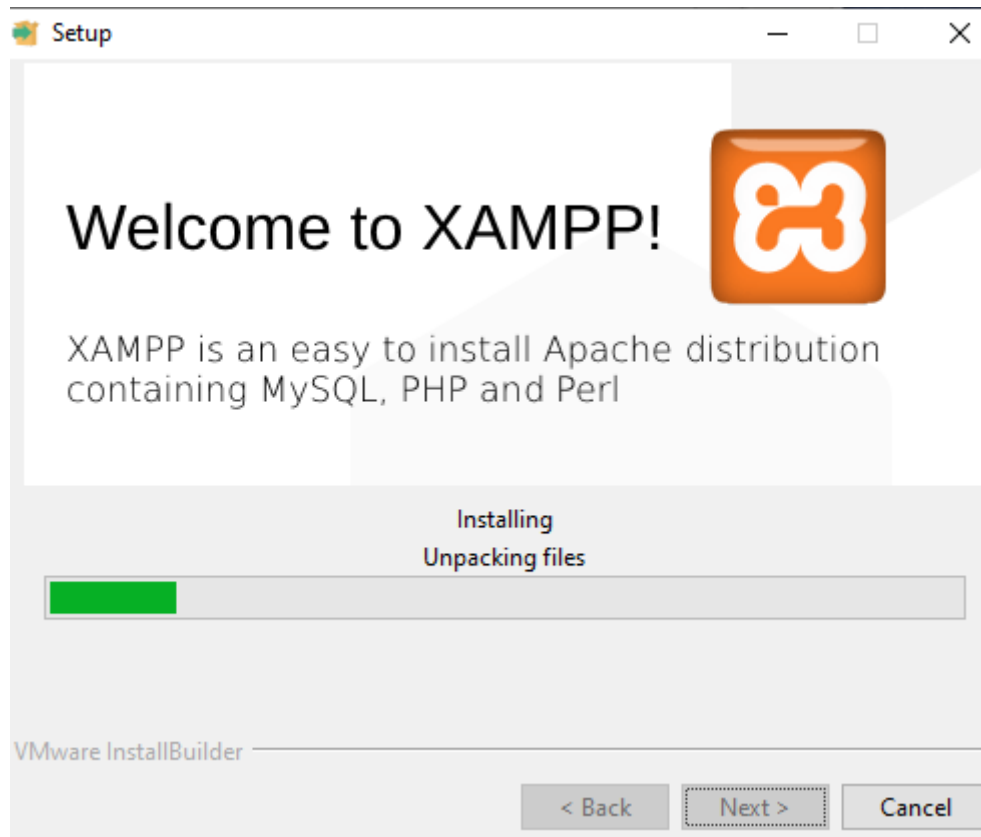 Setup
Welcome to XAMPP!
XAMPP is an easy to install Apache distribution
containing MySQL, PHP and Perl
Installing
Unpacking files
VMware InstallBuilder
< Back Next > Cancel